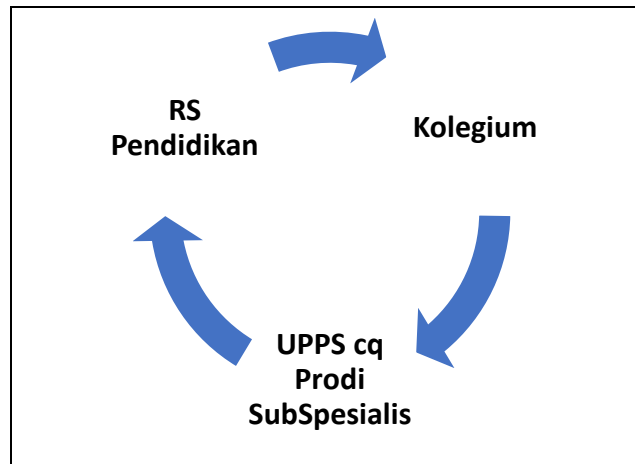 RS
Pendidikan
Kolegium
UPPS cq
Prodi
SubSpesialis